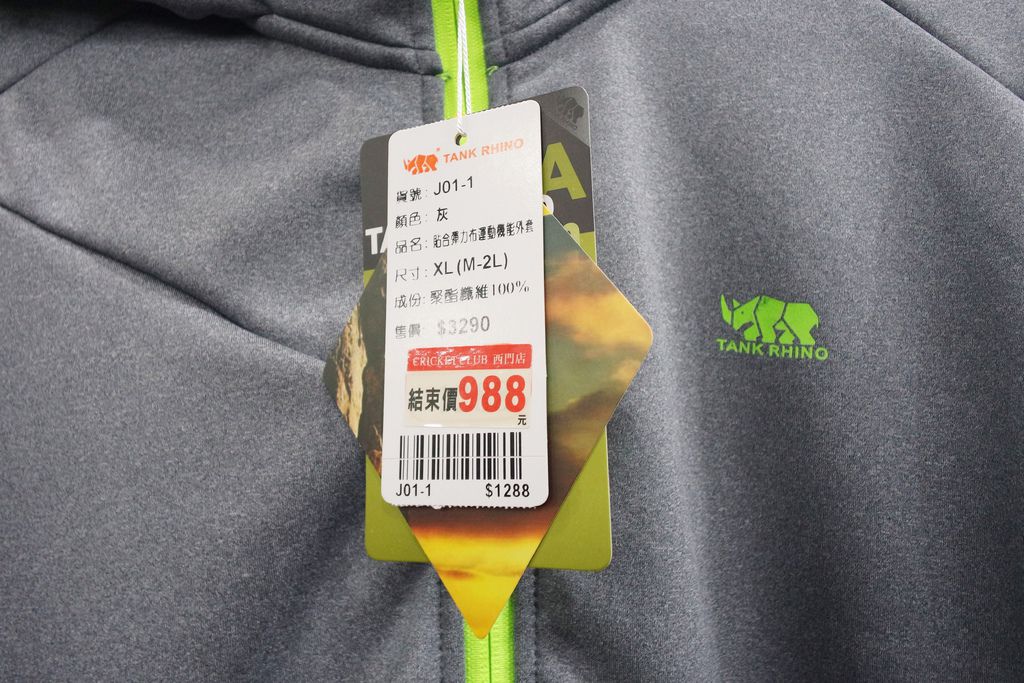 TANK RHINO
貨號: J01-1
顏色: 灰
品名: 貼合彈力布運動機能外套
尺寸: XL (M-2L)
成份: 聚酯纖維100%
售價: $3290
CRICKET CLUB 西門店
結束價988
元
J01-1 $1288
A
TA
TANK RHINO